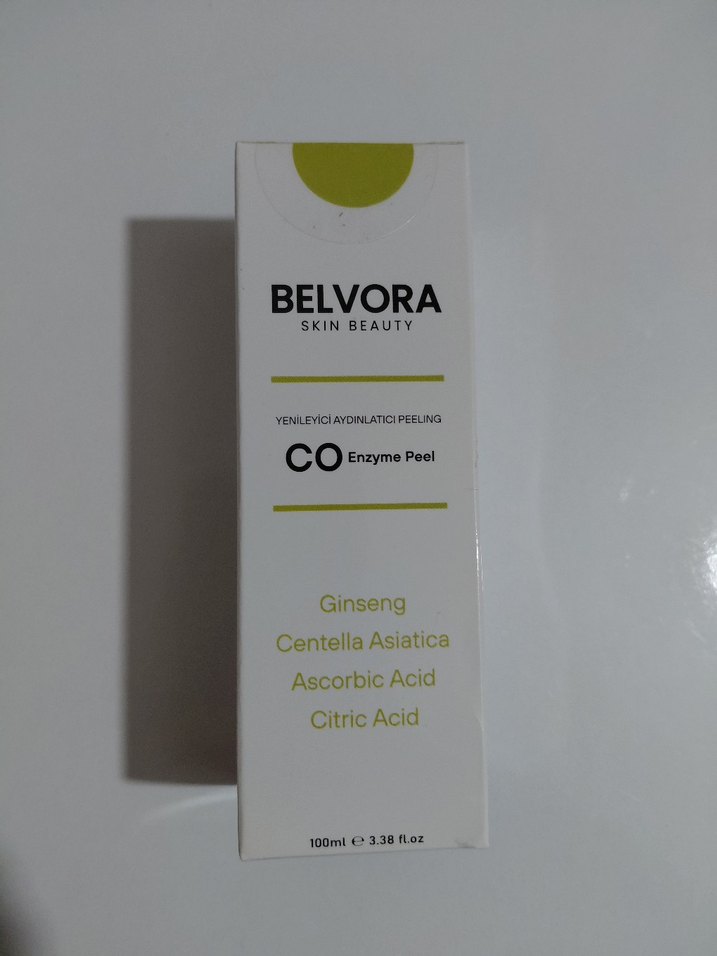 BELVORA
SKIN BEAUTY
YENİLEYİCİ AYDINLATICI PEELING
CO Enzyme Peel
Ginseng
Centella Asiatica
Ascorbic Acid
Citric Acid
100ml ℮ 3.38 fl.oz